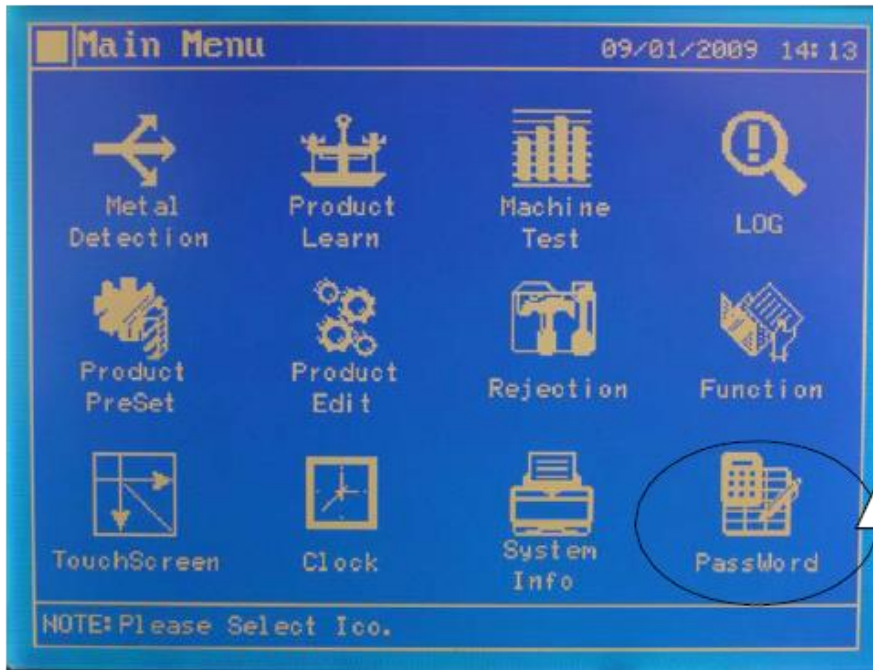 Main Menu 09/01/2009 14:13
Metal Detection
Product Learn
Machine Test
LOG
Product PreSet
Product Edit
Rejection
Function
TouchScreen
Clock
System Info
PassWord
NOTE:Please Select Ico.